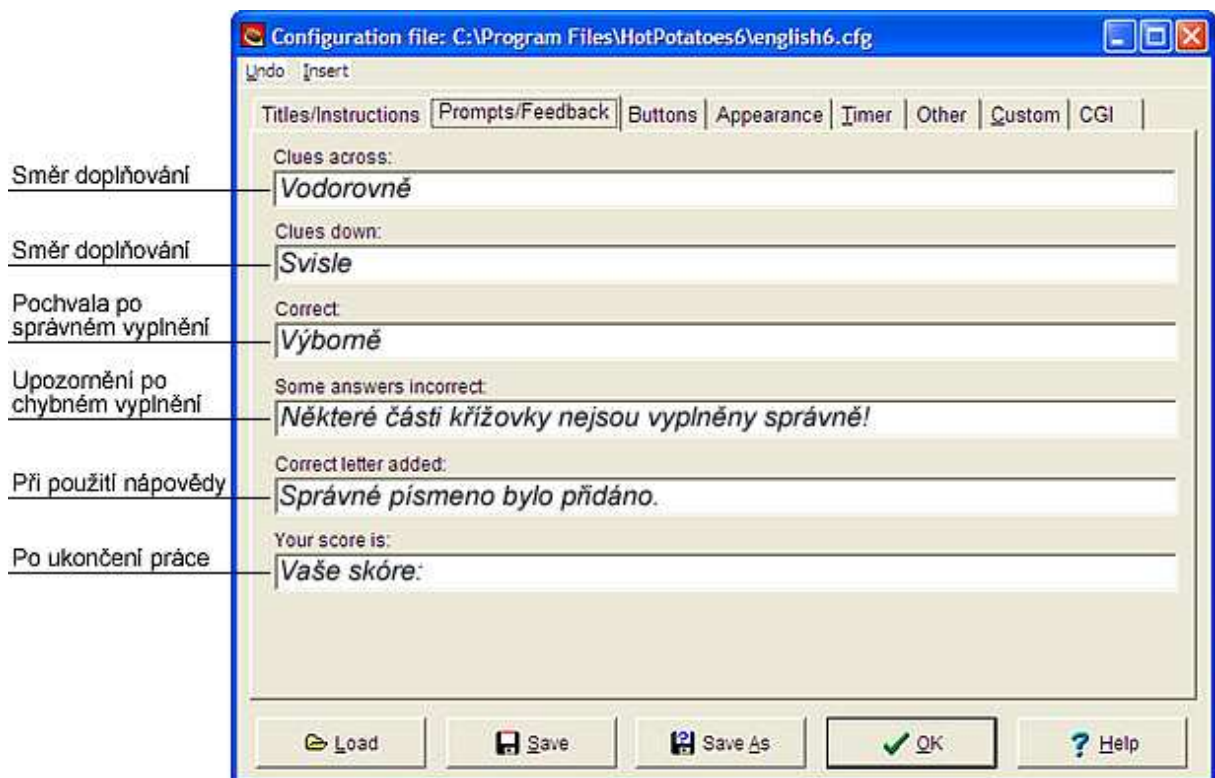 Configuration file: C:\Program Files\HotPotatoes6\english6.cfg
Undo Insert
Titles/Instructions Prompts/Feedback Buttons Appearance Timer Other Custom CGI
Clues across:
Směr doplňování
Vodorovně
Clues down:
Směr doplňování
Svisle
Pochvala po
správném vyplnění
Correct:
Výborně
Upozornění po
chybném vyplnění
Some answers incorrect:
Některé části křížovky nejsou vyplněny správně!
Correct letter added:
Při použití nápovědy
Správné písmeno bylo přidáno.
Your score is:
Po ukončení práce
Vaše skóre:
Load Save Save As OK Help